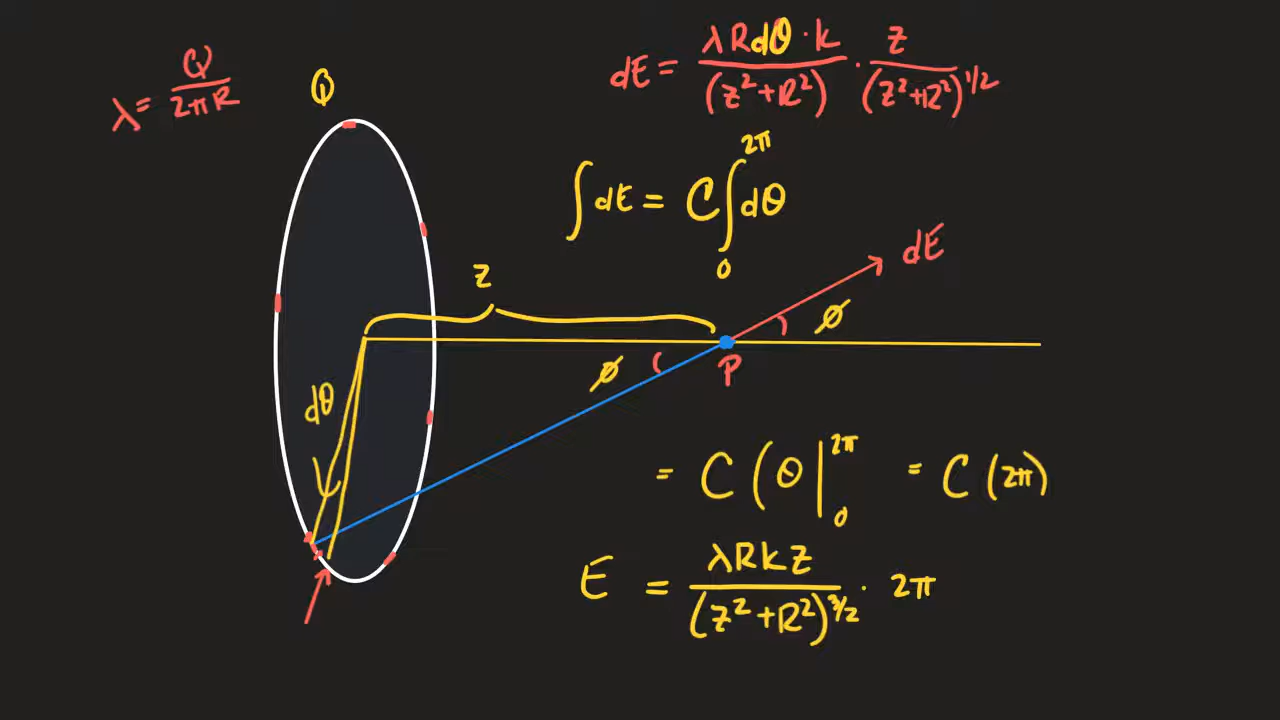 λ = Q / 2πR
Q
dE = λRdθ · k / (z² + R²) · z / (z² + R²)^1/2
∫dE = C ∫₀^2π dθ
dE
z
φ
φ
P
dθ
= C (θ |₀^2π = C (2π)
E = λRkz / (z² + R²)^3/2 · 2π